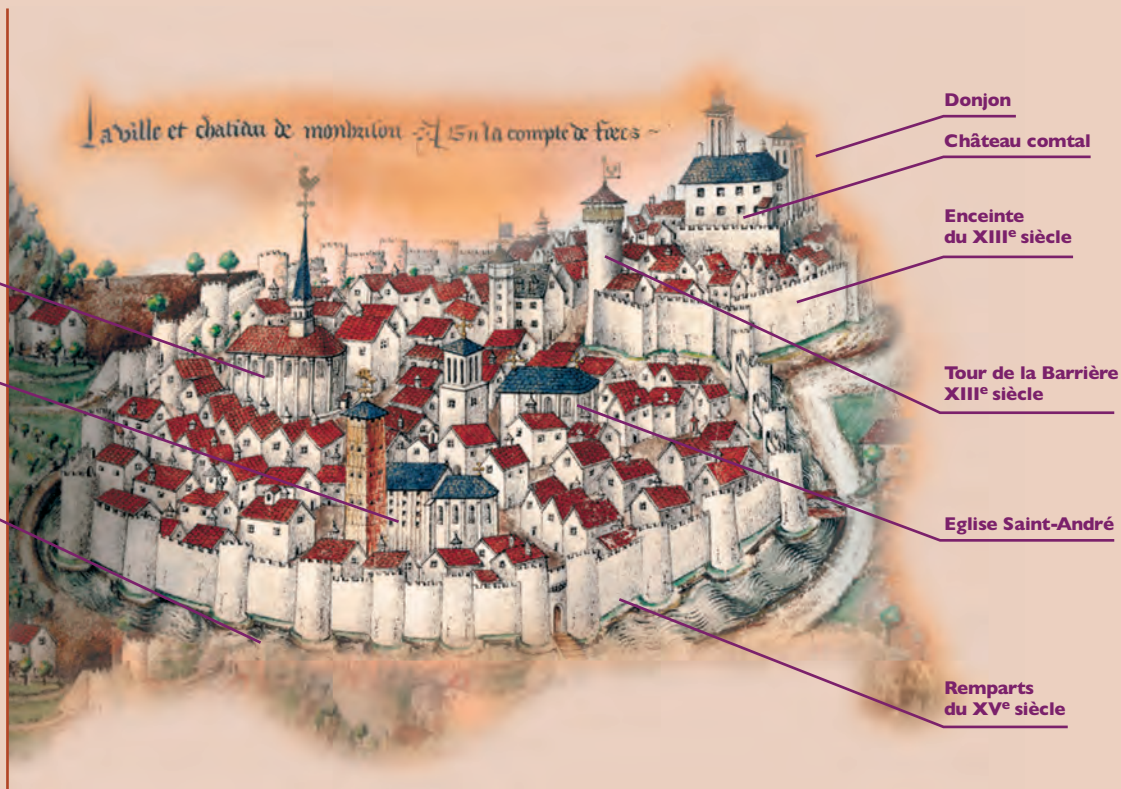 La ville et chatiau de monbrison En la compte de forès
Donjon
Château comtal
Enceinte
du XIIIe siècle
Tour de la Barrière
XIIIe siècle
Eglise Saint-André
Remparts
du XVe siècle